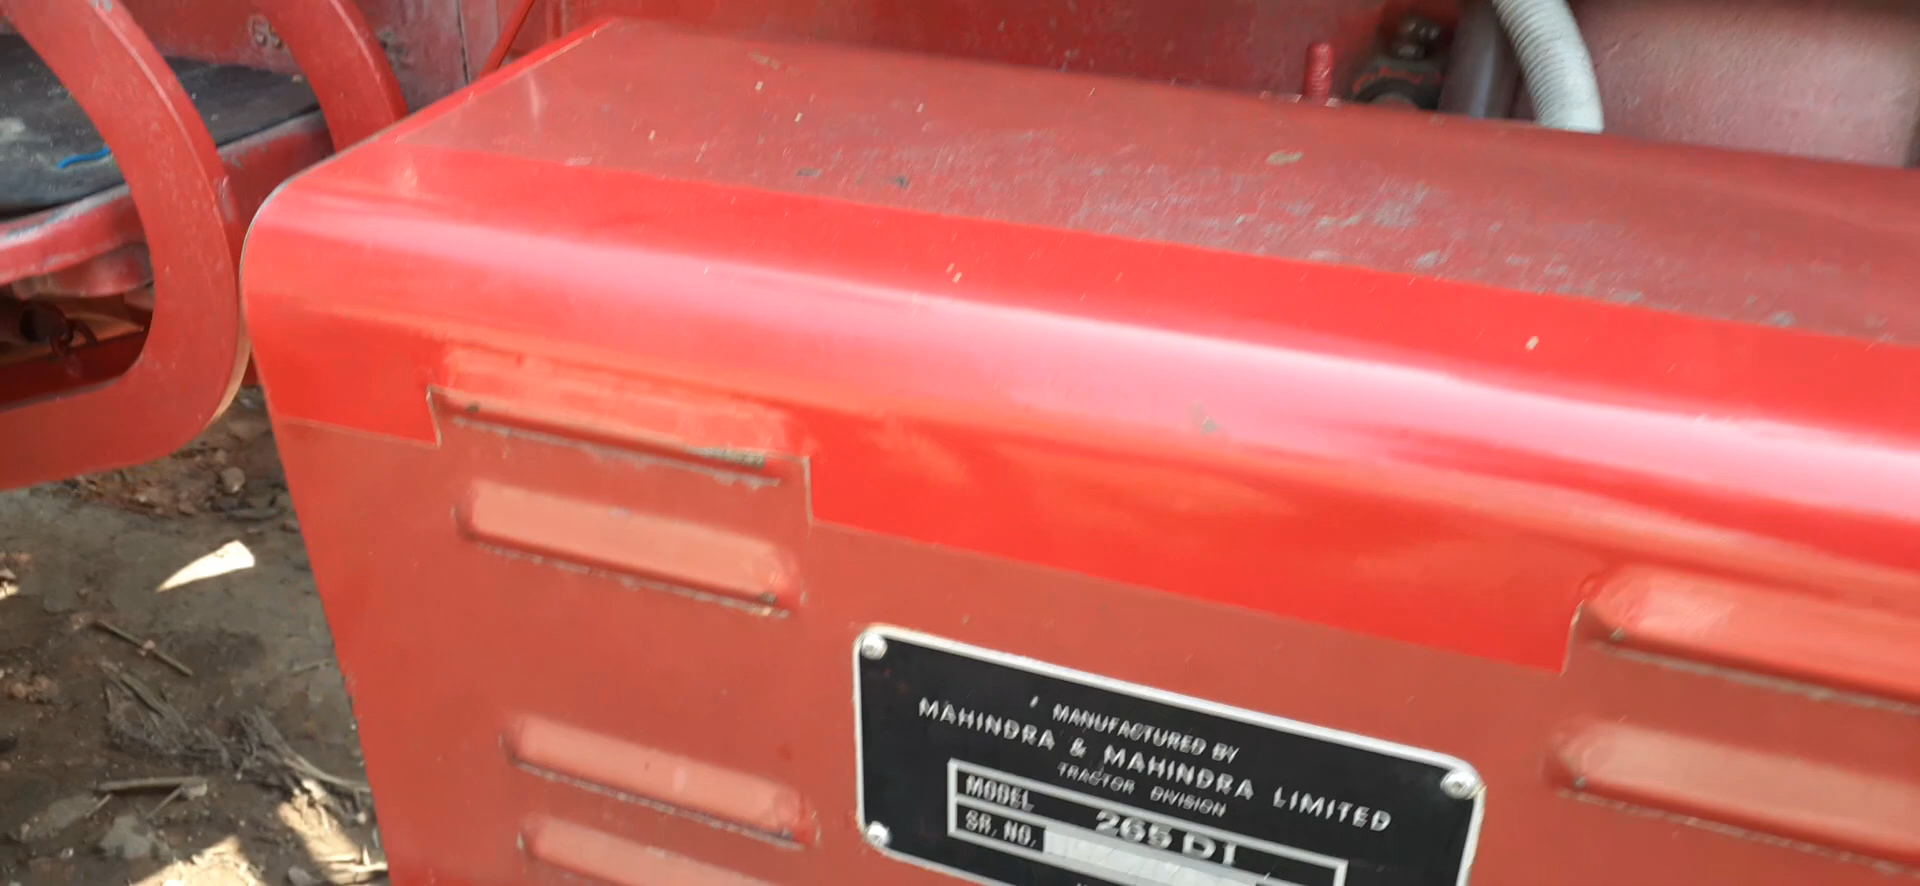 MANUFACTURED BY
MAHINDRA & MAHINDRA LIMITED
TRACTOR DIVISION
MODEL 265 DI
SR. NO.